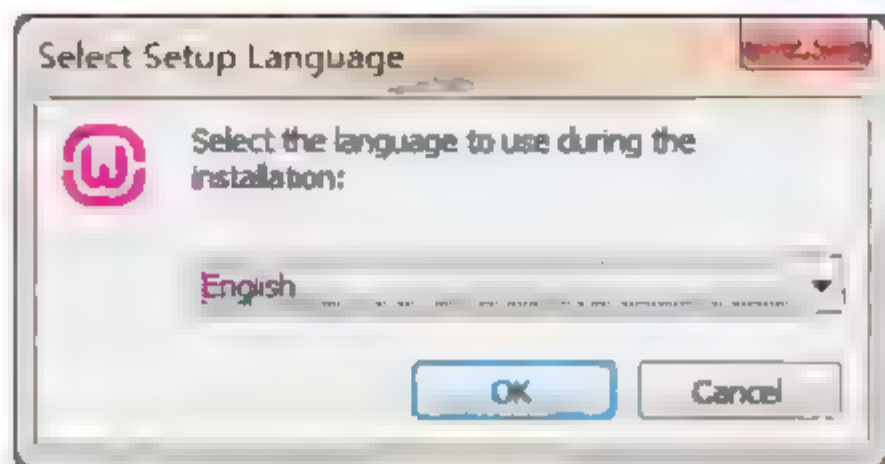 Select Setup Language
Select the language to use during the
installation:
English
OK
Cancel